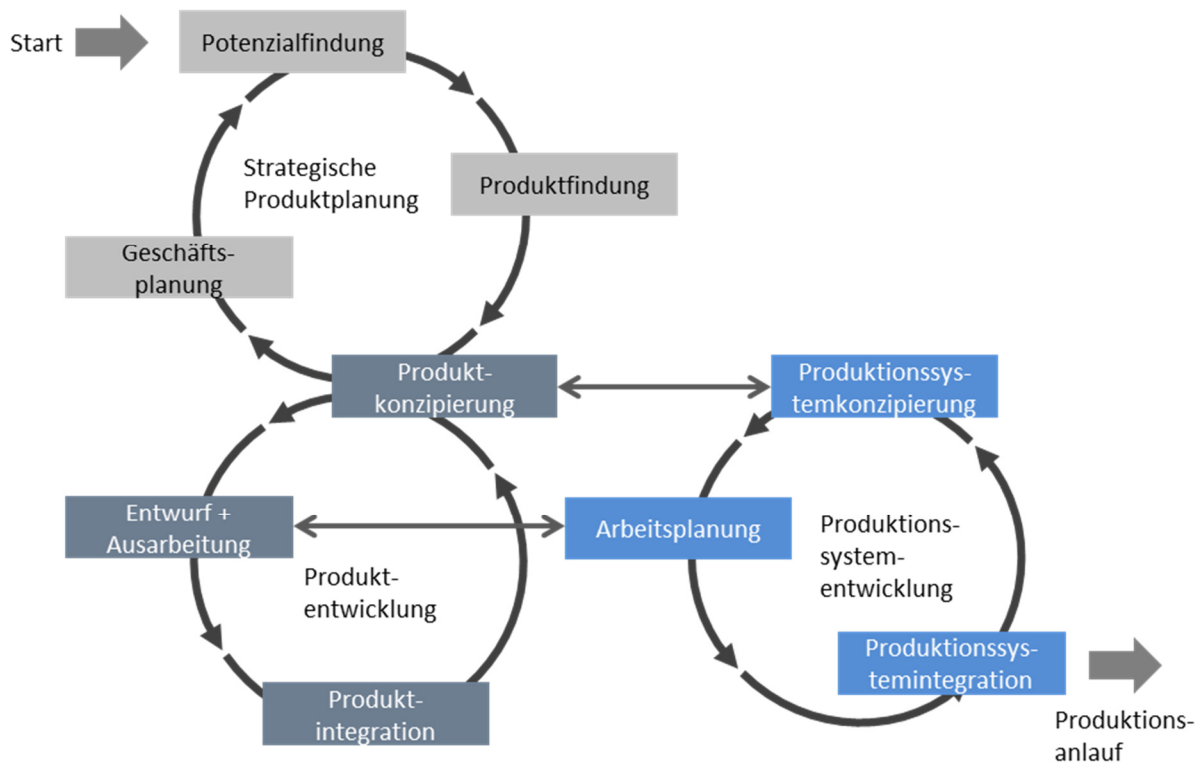 Start
Potenzialfindung
Strategische
Produktplanung
Produktfindung
Geschäfts-
planung
Produkt-
konzipierung
Produktionssys-
temkonzipierung
Entwurf +
Ausarbeitung
Arbeitsplanung
Produktions-
system-
entwicklung
Produkt-
entwicklung
Produktionssys-
temintegration
Produkt-
integration
Produktions-
anlauf